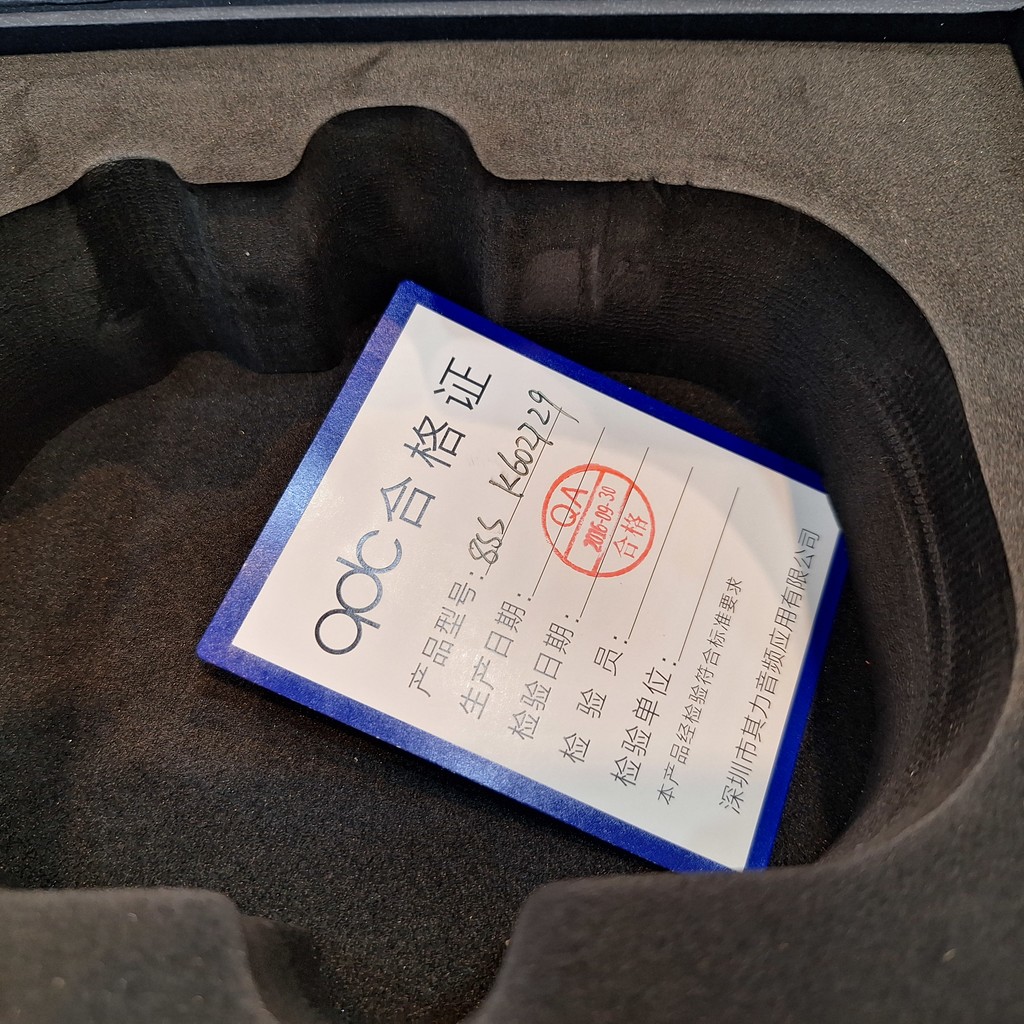 qdc合格证
产品型号：8SS K602729
生产日期：
检验日期：
检 验 员：
检验单位：
本产品经检验符合标准要求
深圳市其力音频应用有限公司
QA
2016-09-30
合格